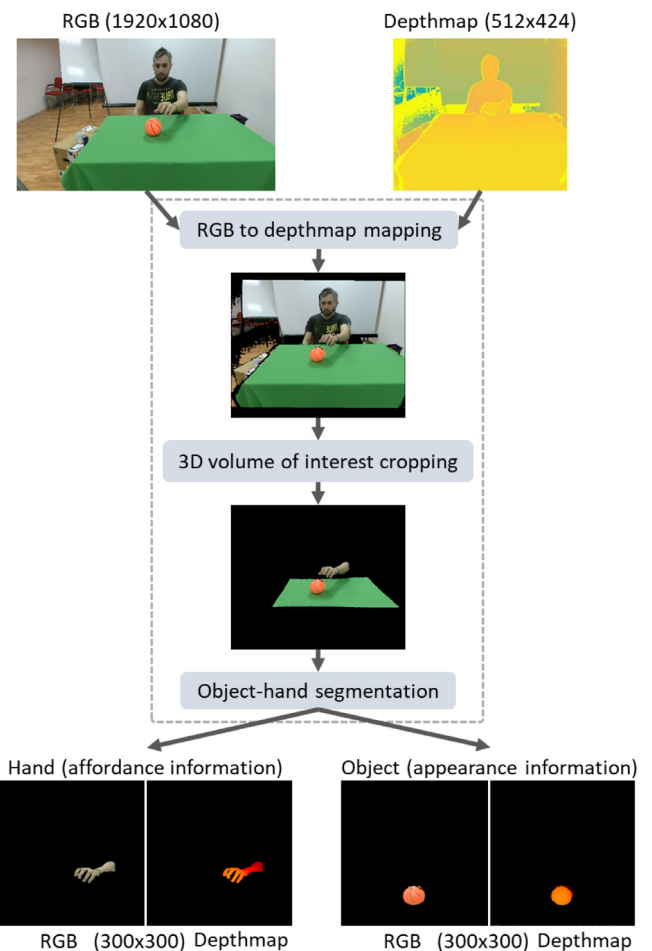 RGB (1920x1080)
Depthmap (512x424)
RGB to depthmap mapping
3D volume of interest cropping
Object-hand segmentation
Hand (affordance information)
Object (appearance information)
RGB (300x300) Depthmap
RGB (300x300) Depthmap